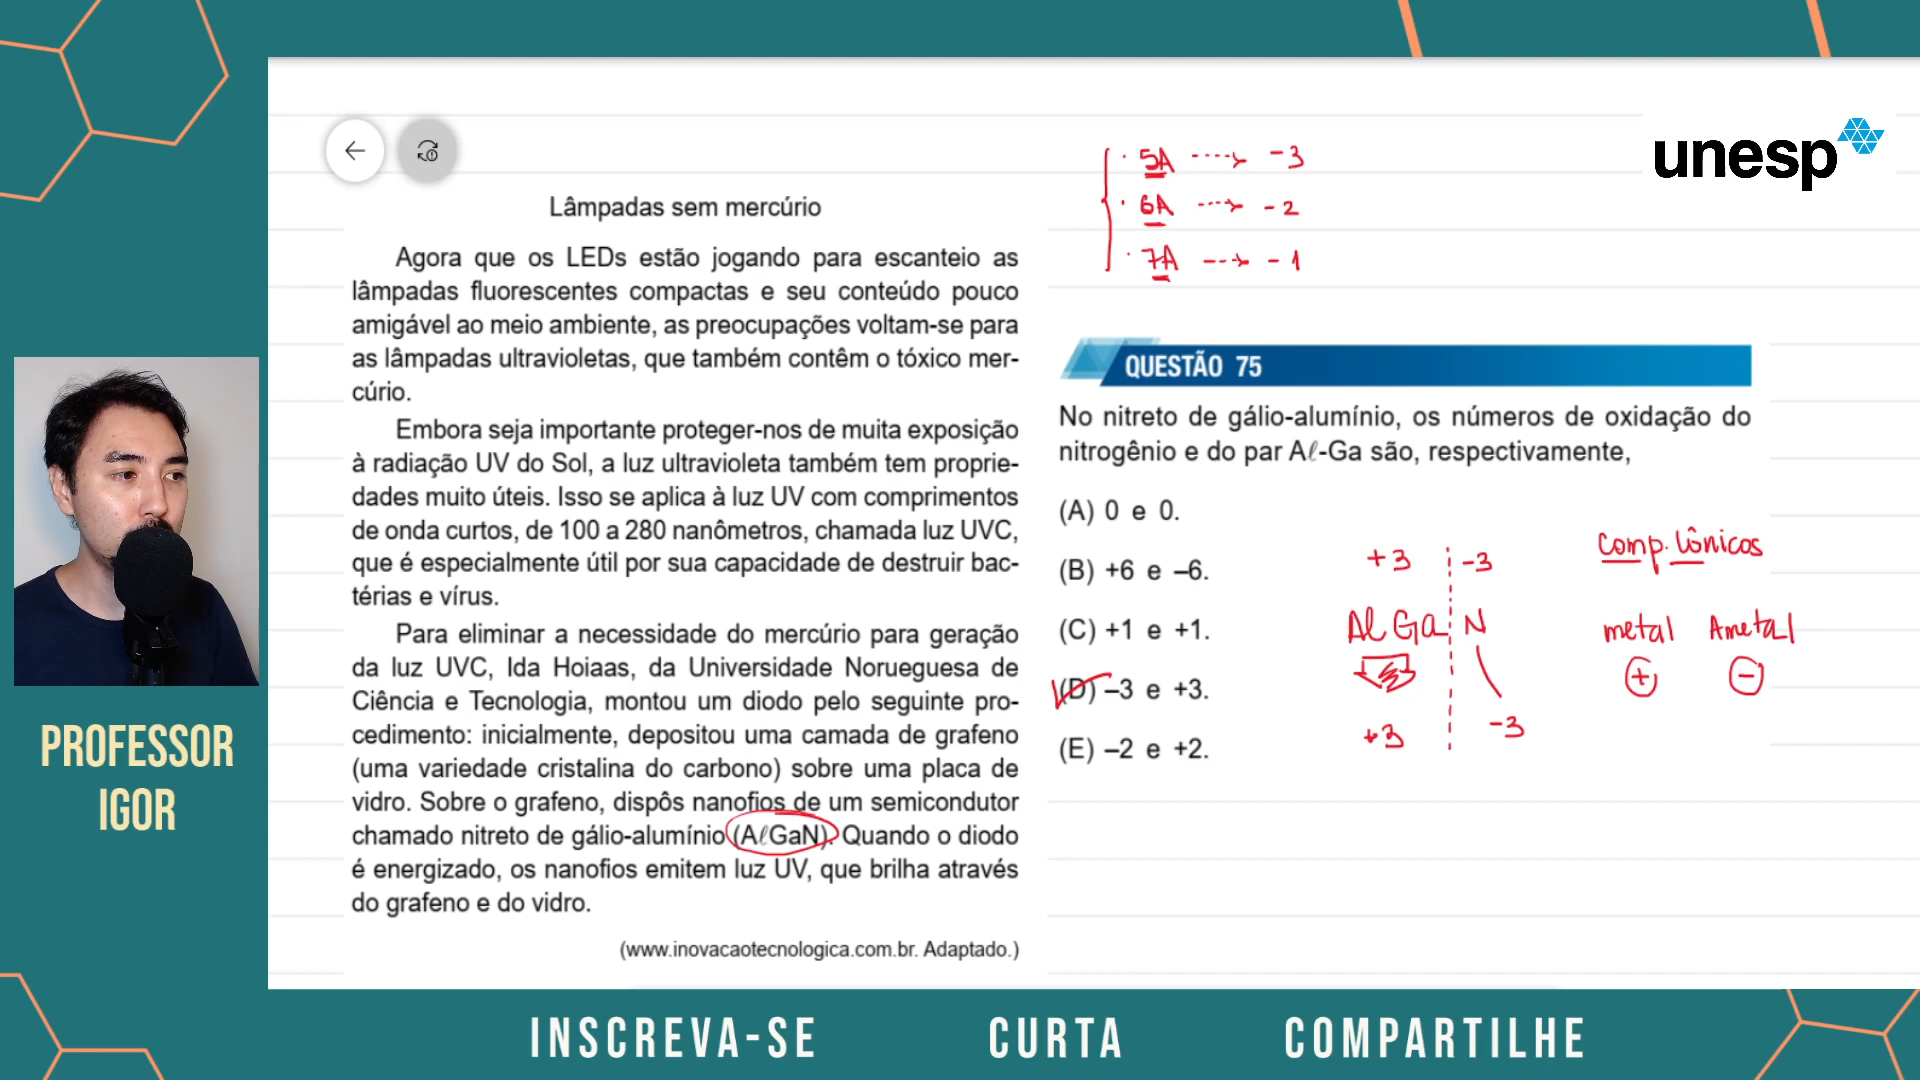 Lâmpadas sem mercúrio
Agora que os LEDs estão jogando para escanteio as
lâmpadas fluorescentes compactas e seu conteúdo pouco
amigável ao meio ambiente, as preocupações voltam-se para
as lâmpadas ultravioletas, que também contêm o tóxico mer-
cúrio.
Embora seja importante proteger-nos de muita exposição
à radiação UV do Sol, a luz ultravioleta também tem proprie-
dades muito úteis. Isso se aplica à luz UV com comprimentos
de onda curtos, de 100 a 280 nanômetros, chamada luz UVC,
que é especialmente útil por sua capacidade de destruir bac-
térias e vírus.
Para eliminar a necessidade do mercúrio para geração
da luz UVC, Ida Hoiaas, da Universidade Norueguesa de
Ciência e Tecnologia, montou um diodo pelo seguinte pro-
cedimento: inicialmente, depositou uma camada de grafeno
(uma variedade cristalina do carbono) sobre uma placa de
vidro. Sobre o grafeno, dispôs nanofios de um semicondutor
chamado nitreto de gálio-alumínio (AℓGaN). Quando o diodo
é energizado, os nanofios emitem luz UV, que brilha através
do grafeno e do vidro.
(www.inovacaotecnologica.com.br. Adaptado.)
· 5A ----> -3
· 6A ----> -2
· 7A ----> -1
unesp
QUESTÃO 75
No nitreto de gálio-alumínio, os números de oxidação do
nitrogênio e do par Aℓ-Ga são, respectivamente,
(A) 0 e 0.
(B) +6 e –6.
(C) +1 e +1.
(D) –3 e +3.
(E) –2 e +2.
+3 -3
Al Ga N
+3 -3
Comp. Iônicos
metal Ametal
+ -
PROFESSOR
IGOR
INSCREVA-SE CURTA COMPARTILHE